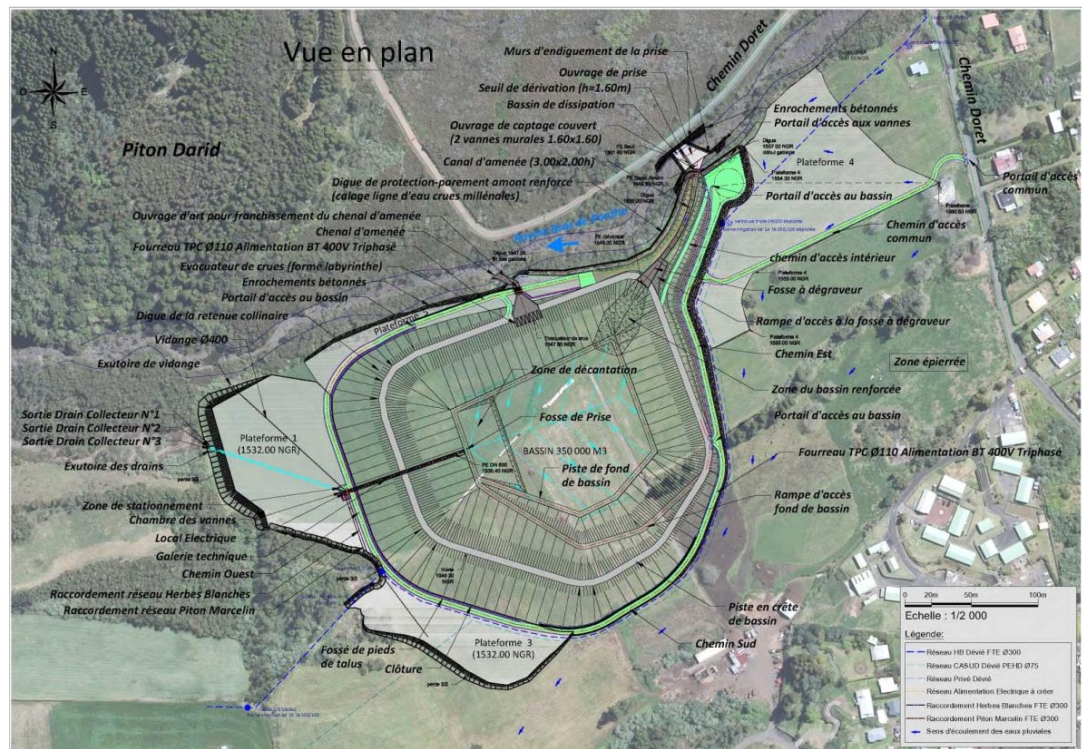 Vue en plan
N
O
E
S
Piton Darid
Chemin Doret
Chemin Doret
Murs d'endiguement de la prise
Ouvrage de prise
Seuil de dérivation (h=1.60m)
Bassin de dissipation
Ouvrage de captage couvert
(2 vannes murales 1.60x1.60)
Canal d'amenée (3.00x2.00h)
Digue de protection-parement amont renforcé
(calage ligne d'eau crues millénales)
Ouvrage d'art pour franchissement du chenal d'amenée
Chenal d'amenée
Fourreau TPC Ø110 Alimentation BT 400V Triphasé
Evacuateur de crues (forme labyrinthe)
Enrochements bétonnés
Portail d'accès au bassin
Digue de la retenue collinaire
Vidange Ø400
Exutoire de vidange
Sortie Drain Collecteur N°1
Sortie Drain Collecteur N°2
Sortie Drain Collecteur N°3
Exutoire des drains
Plateforme 1
(1532.00 NGR)
Zone de stationnement
Chambre des vannes
Local Electrique
Galerie technique
Chemin Ouest
Raccordement réseau Herbes Blanches
Raccordement réseau Piton Marcelin
Fossé de pieds
de talus
Clôture
Plateforme 3
(1532.00 NGR)
Enrochements bétonnés
Portail d'accès aux vannes
Plateforme 4
Portail d'accès
commun
Portail d'accès au bassin
Chemin d'accès
commun
chemin d'accès intérieur
Fosse à dégraveur
Rampe d'accès à la fosse à dégraveur
Chemin Est
Zone épierrée
Zone du bassin renforcée
Portail d'accès au bassin
Fourreau TPC Ø110 Alimentation BT 400V Triphasé
Zone de décantation
Fosse de Prise
BASSIN 350 000 M3
Piste de fond
de bassin
Rampe d'accès
fond de bassin
Piste en crête
de bassin
Chemin Sud
0 20m 50m 100m
Echelle : 1/2 000
Légende:
Réseau HB Dévié FTE Ø300
Réseau CASUD Dévié PEHD Ø75
Réseau Privé Dévié
Réseau Alimentation Electrique à créer
Raccordement Herbes Blanches FTE Ø300
Raccordement Piton Marcelin FTE Ø300
Sens d'écoulement des eaux pluviales